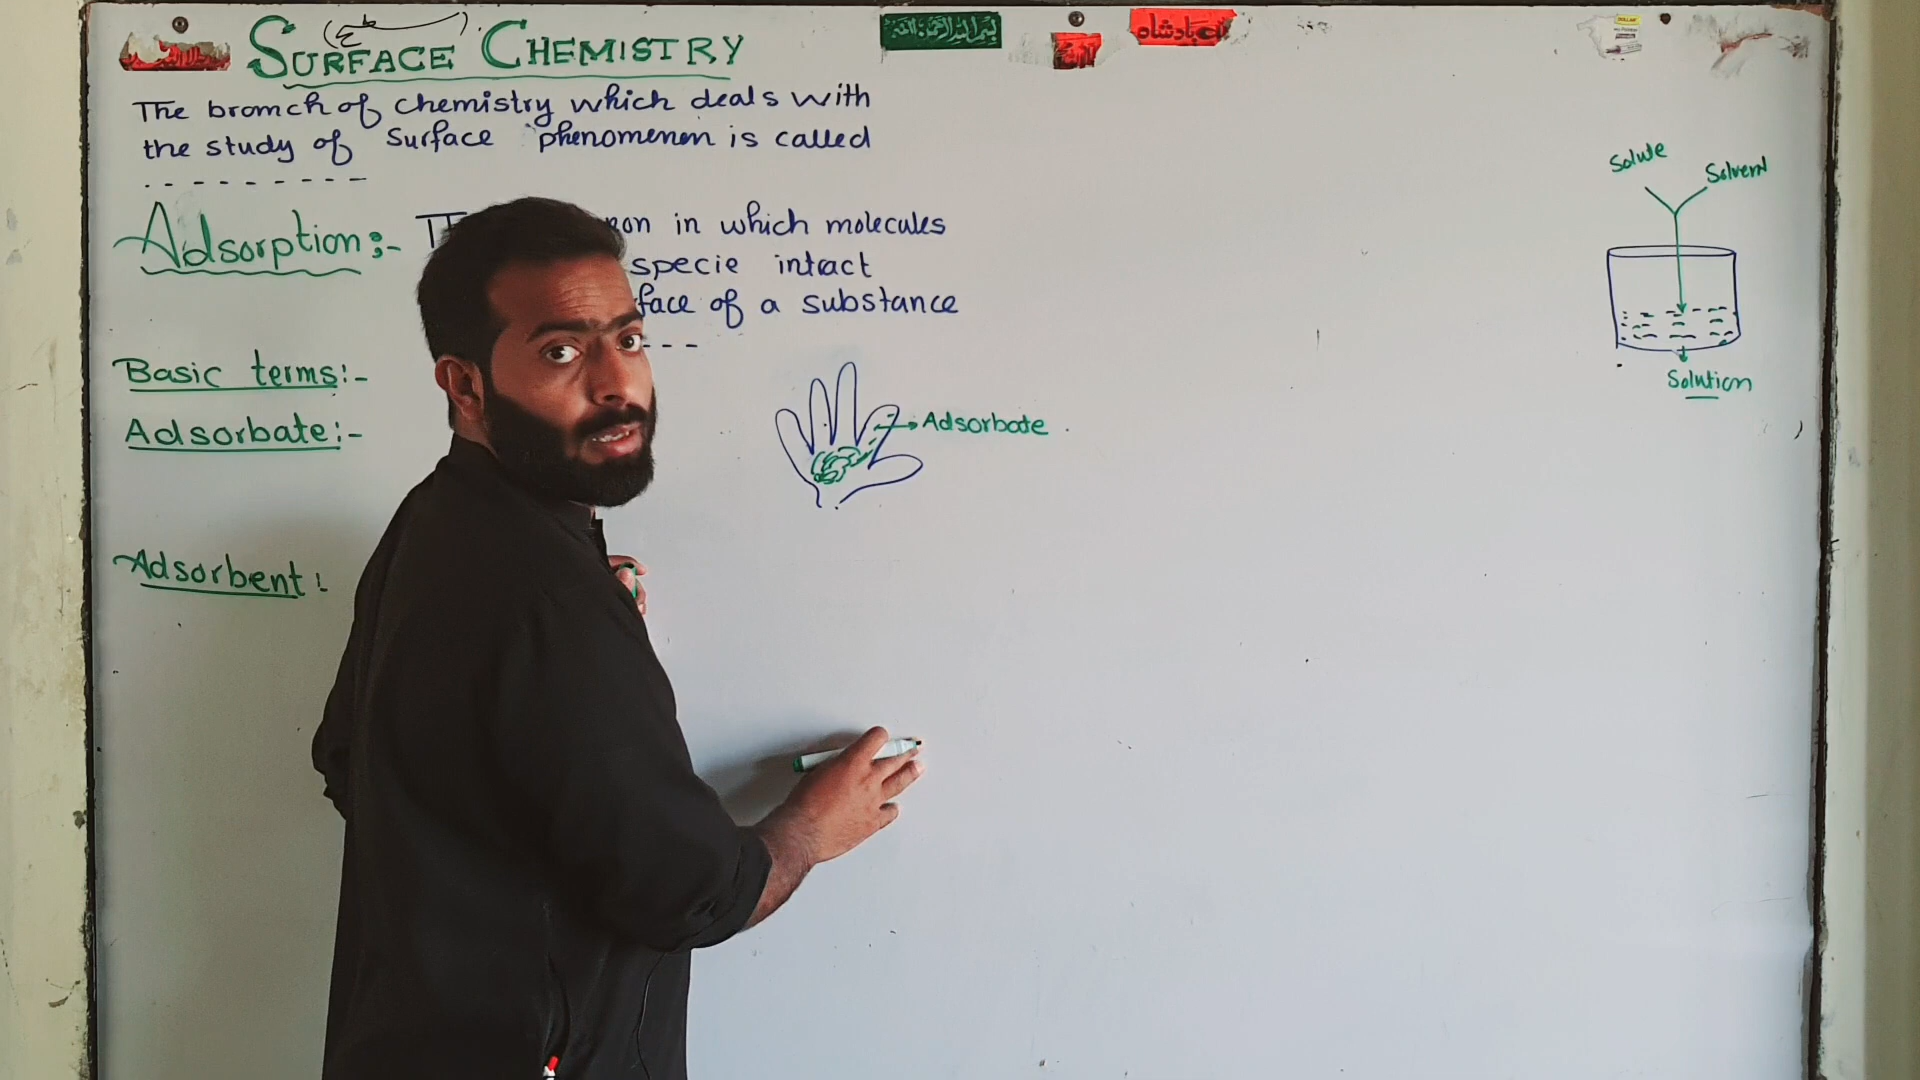 SURFACE CHEMISTRY
The branch of chemistry which deals with
the study of surface phenomenon is called
Adsorption:-
in which molecules
specie intact
face of a substance
Basic terms:-
Adsorbate:-
Adsorbate
Adsorbent:
Solute
Solvent
Solution